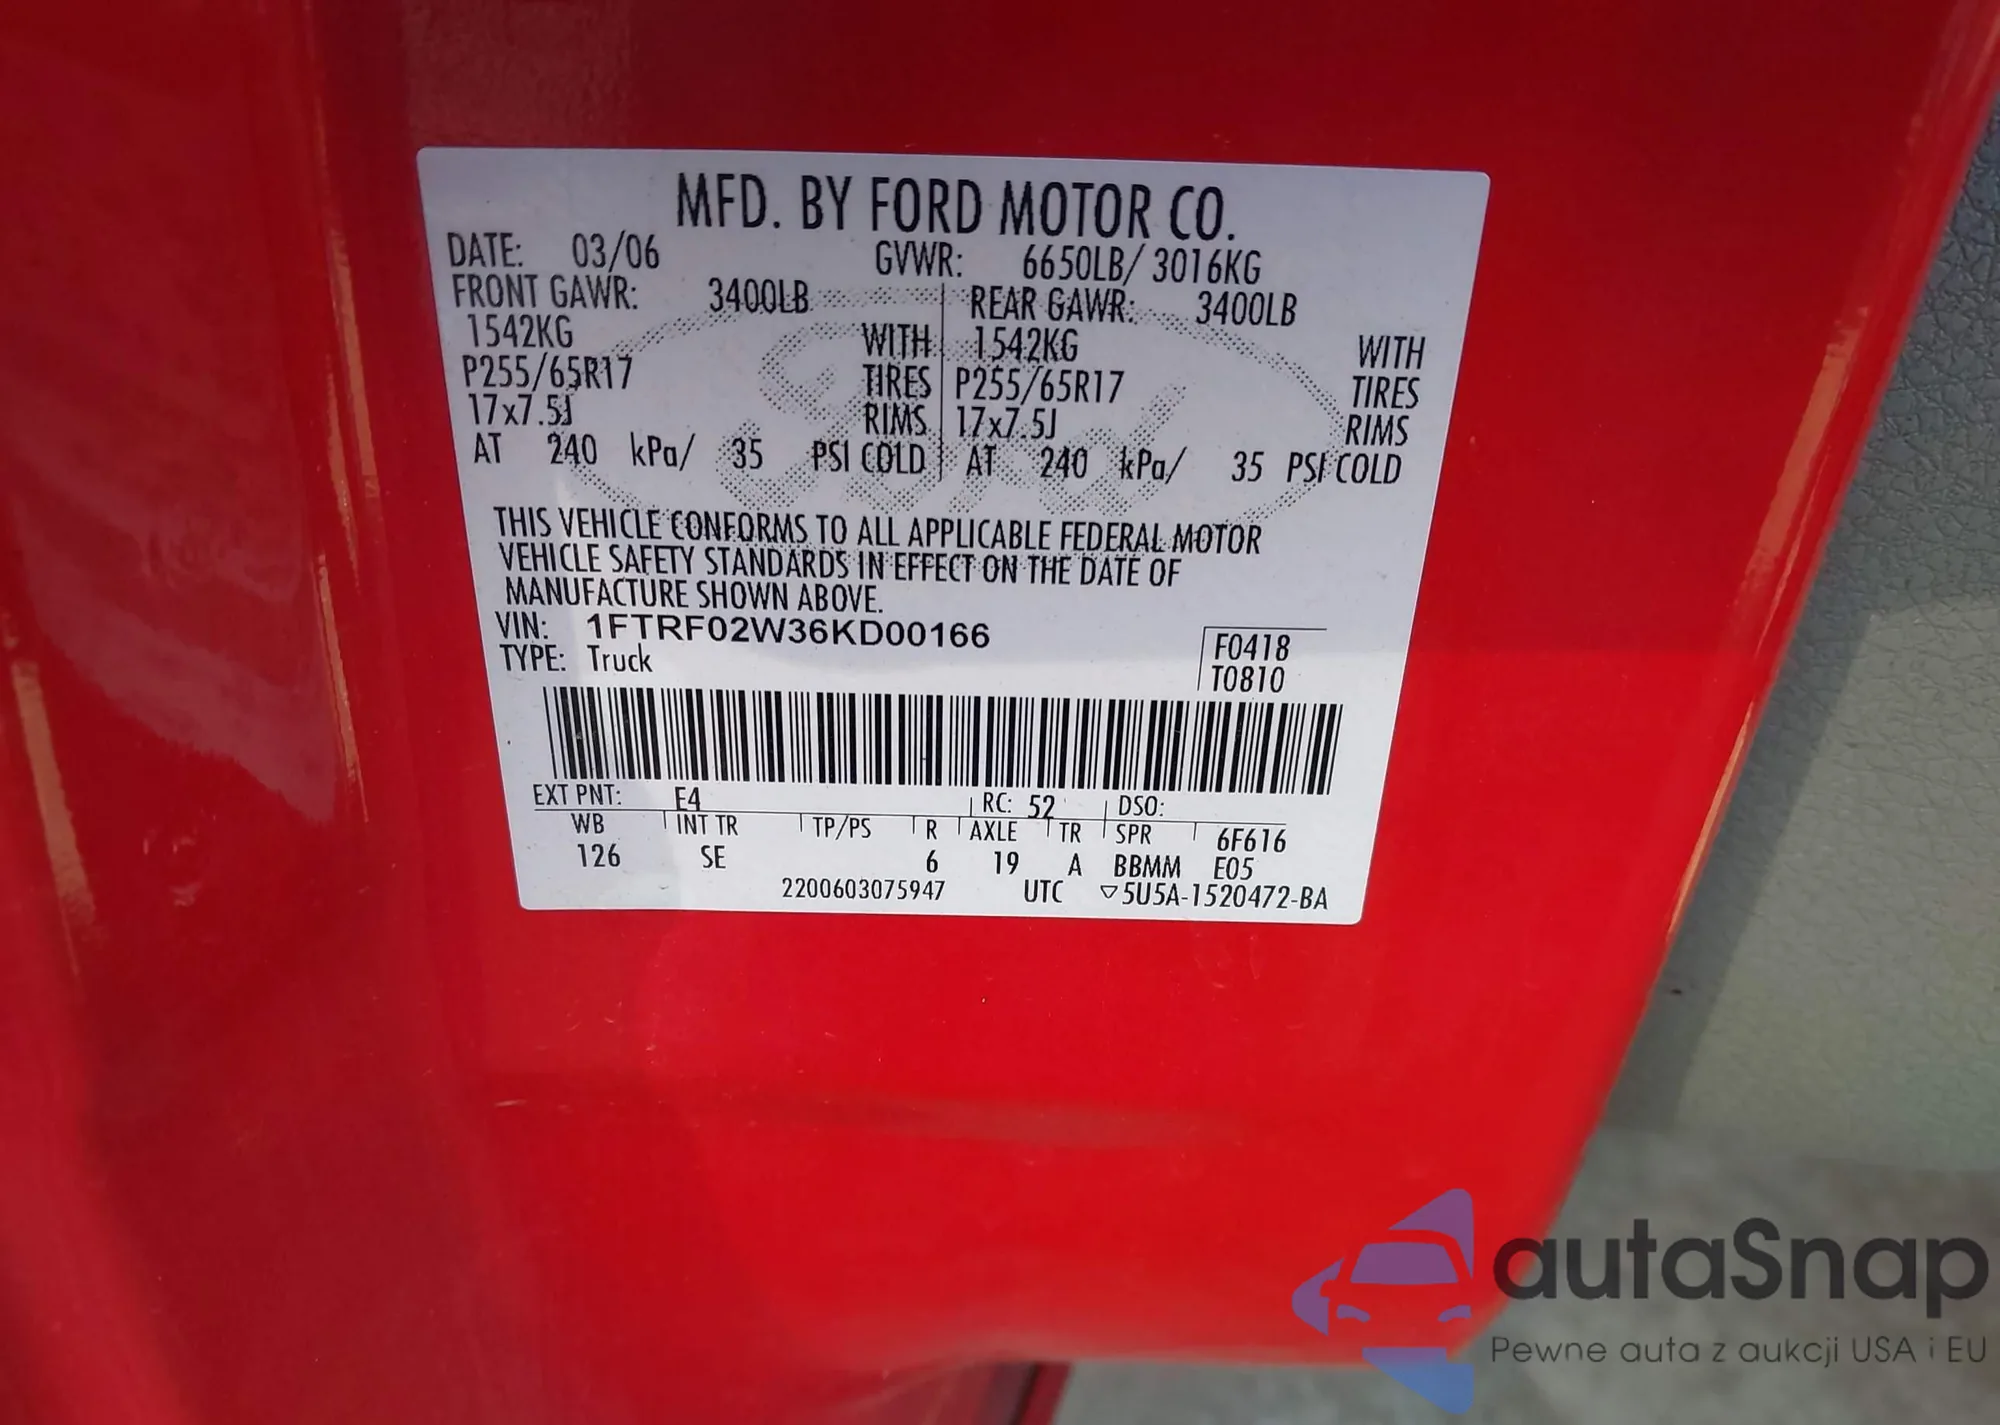 MFD. BY FORD MOTOR CO.
DATE: 03/06 GVWR: 6650LB/ 3016KG
FRONT GAWR: 3400LB REAR GAWR: 3400LB
1542KG WITH 1542KG WITH
P255/65R17 TIRES P255/65R17 TIRES
17x7.5J RIMS 17x7.5J RIMS
AT 240 kPa/ 35 PSI COLD AT 240 kPa/ 35 PSI COLD
THIS VEHICLE CONFORMS TO ALL APPLICABLE FEDERAL MOTOR
VEHICLE SAFETY STANDARDS IN EFFECT ON THE DATE OF
MANUFACTURE SHOWN ABOVE.
VIN: 1FTRF02W36KD00166
F0418
TYPE: Truck
T0810
EXT PNT: E4 RC: 52 DSO:
WB INT TR TP/PS R AXLE TR SPR 6F616
126 SE 6 19 A BBMM E05
2200603075947 UTC ▽5U5A-1520472-BA
Ford
autaSnap
Pewne auta z aukcji USA i EU